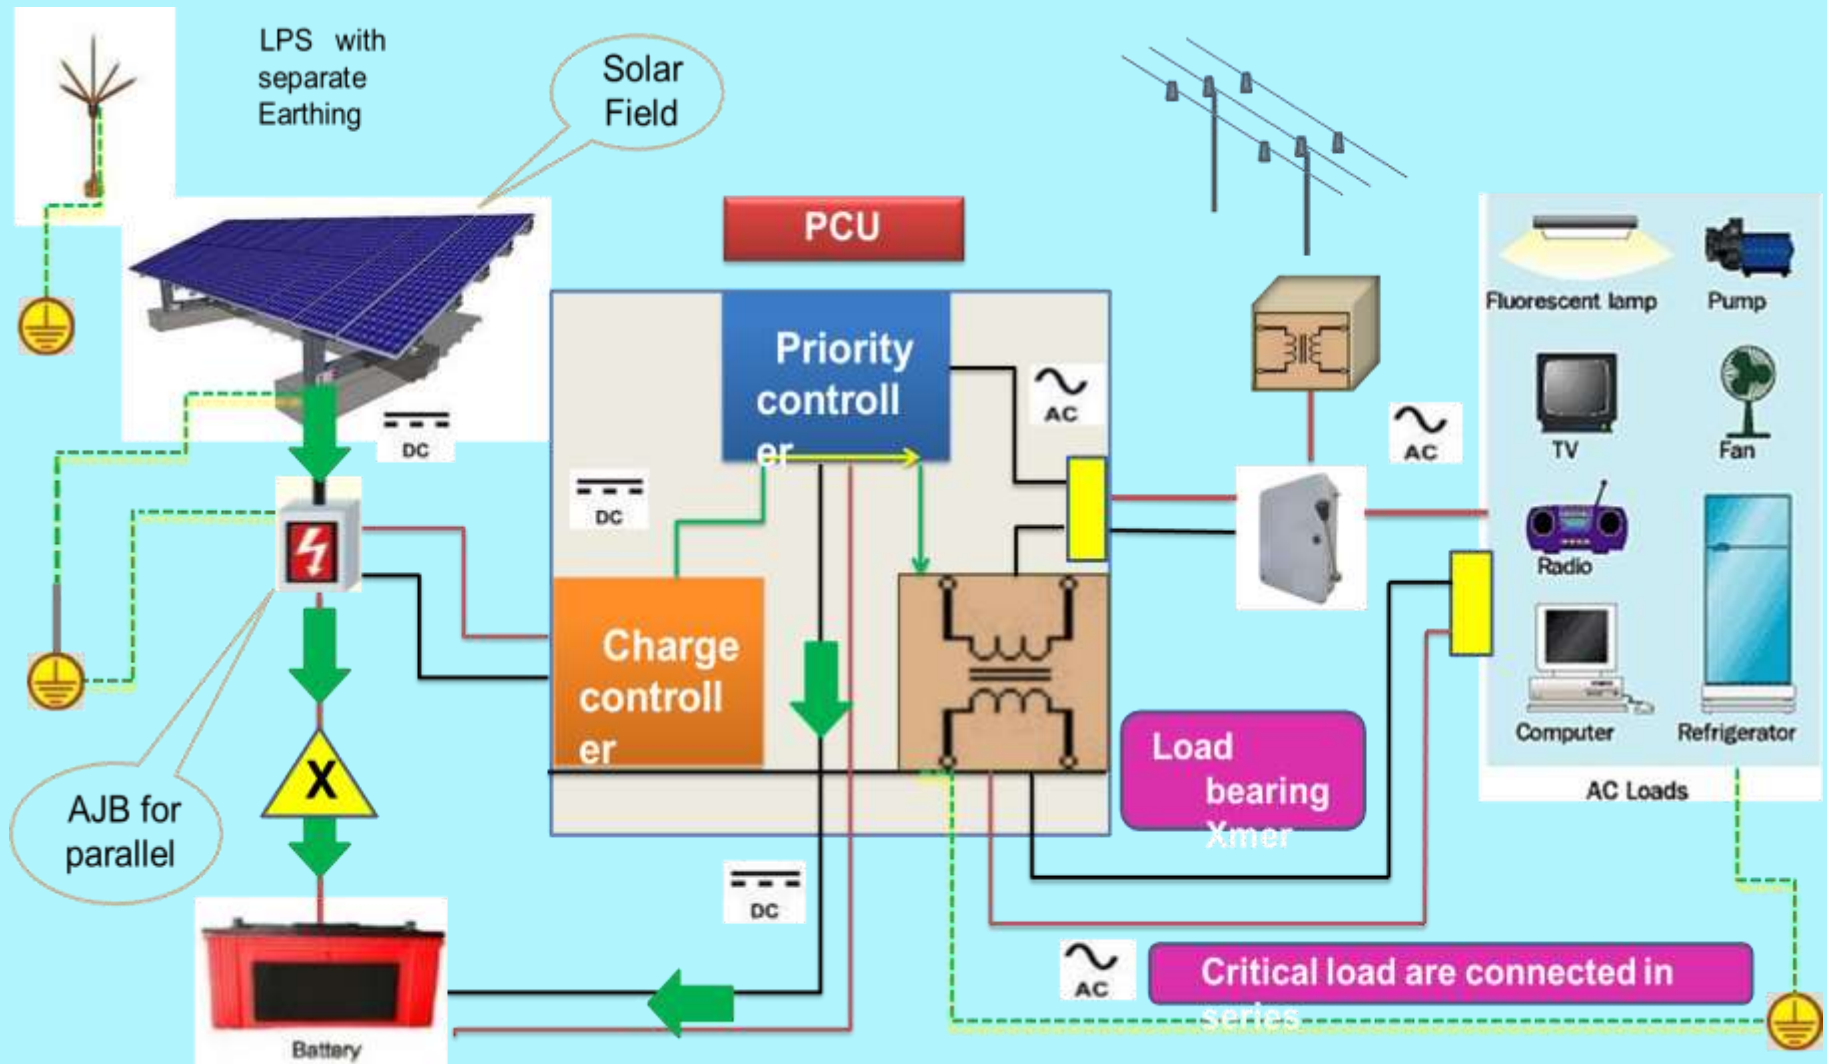 LPS with
separate
Earthing
Solar
Field
PCU
Priority
controll
er
AC
AC
DC
DC
Charge
controll
er
X
AJB for
parallel
Load
bearing
Xmer
DC
Battery
Fluorescent lamp
Pump
TV
Fan
Radio
Computer
Refrigerator
AC Loads
AC
Critical load are connected in
series